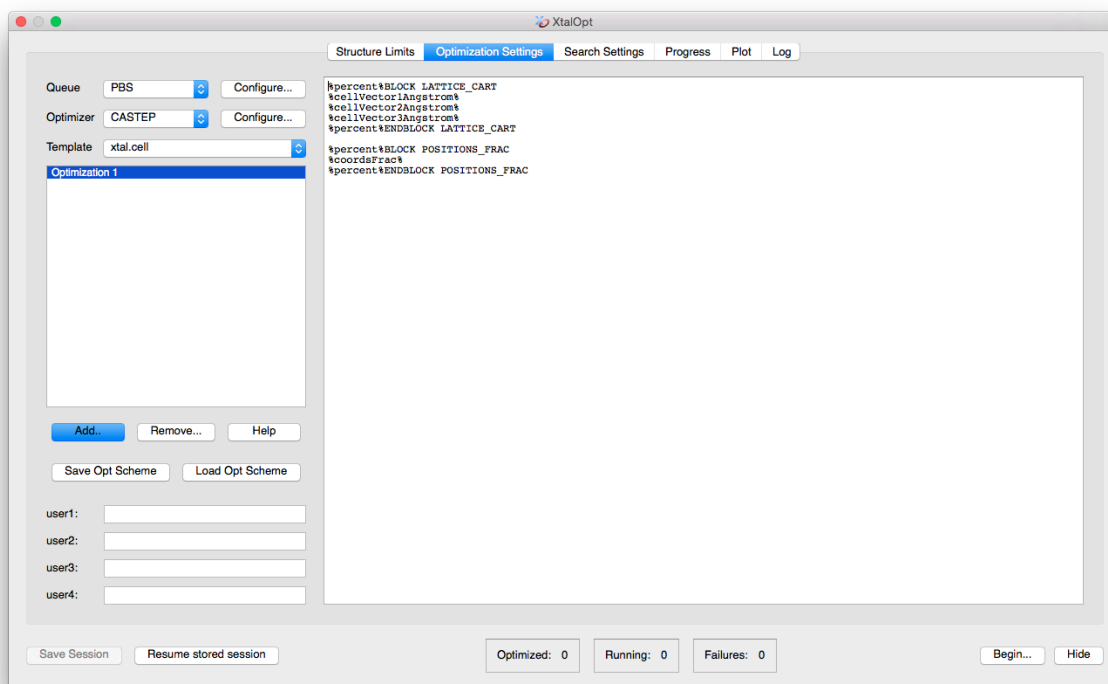 XtalOpt
Structure Limits Optimization Settings Search Settings Progress Plot Log
Queue PBS Configure...
Optimizer CASTEP Configure...
Template xtal.cell
Optimization 1
Add.. Remove... Help
Save Opt Scheme Load Opt Scheme
user1:
user2:
user3:
user4:
%percent%BLOCK LATTICE_CART
%cellVector1Angstrom%
%cellVector2Angstrom%
%cellVector3Angstrom%
%percent%ENDBLOCK LATTICE_CART
%percent%BLOCK POSITIONS_FRAC
%coordsFrac%
%percent%ENDBLOCK POSITIONS_FRAC
Save Session Resume stored session Optimized: 0 Running: 0 Failures: 0 Begin... Hide